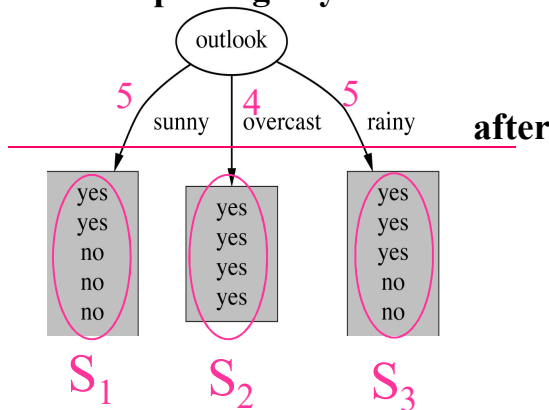 outlook
5 4 5
sunny overcast rainy
after
yes yes yes
yes yes yes
no yes yes
no yes no
no no
S1 S2 S3